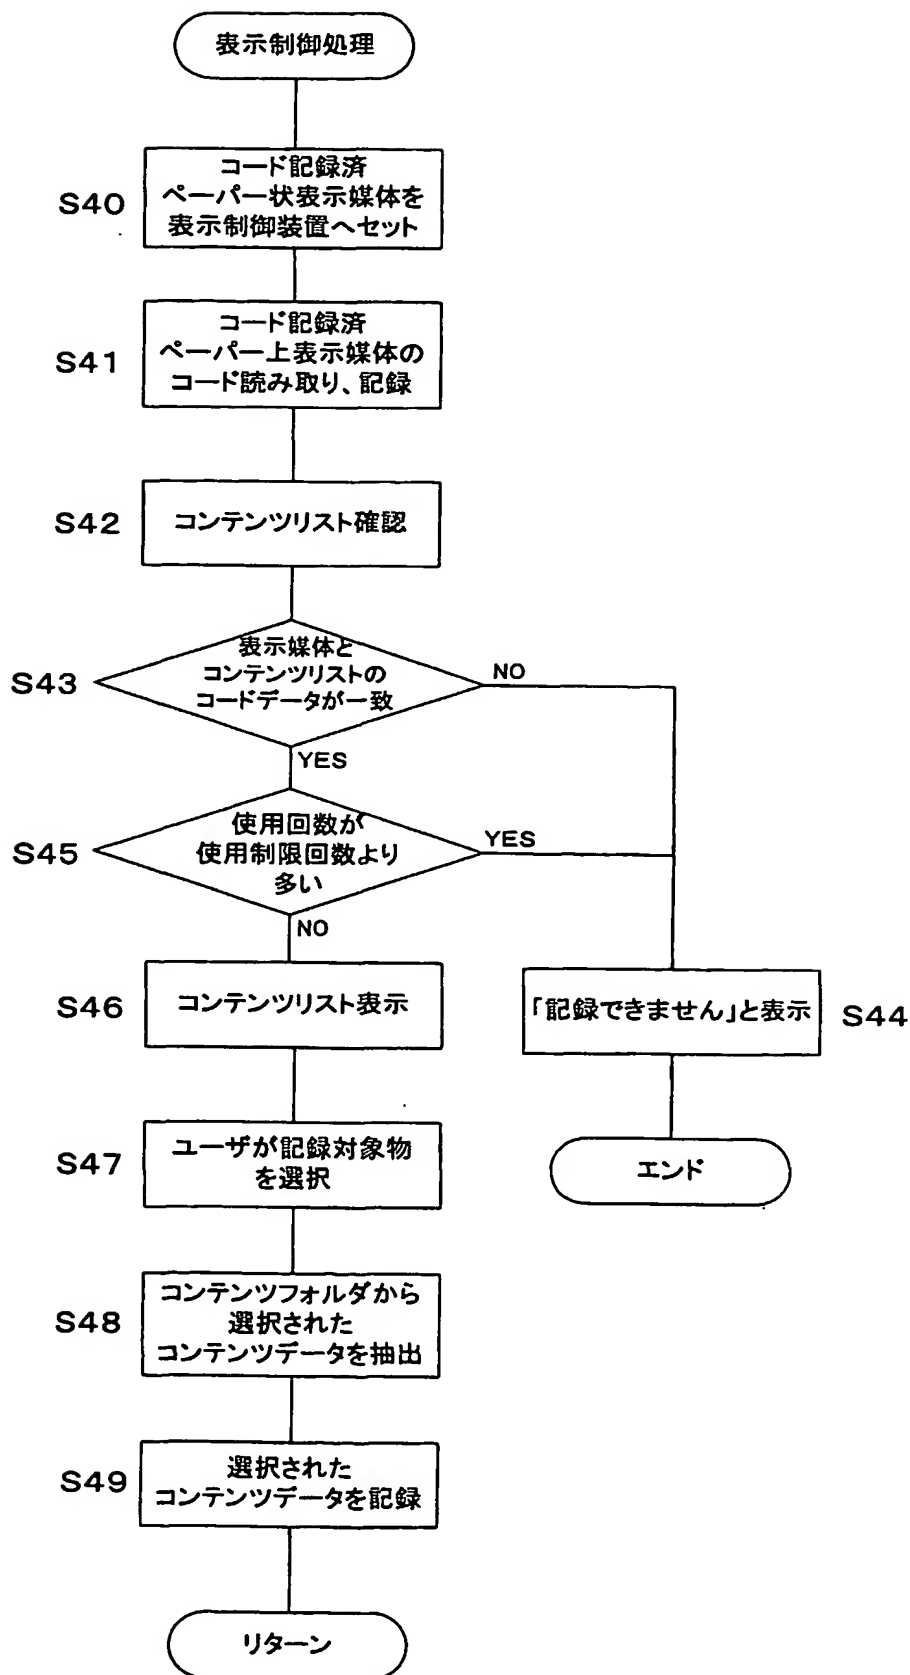 表示制御処理
S40
コード記録済
ペーパー状表示媒体を
表示制御装置へセット
S41
コード記録済
ペーパー上表示媒体の
コード読み取り、記録
S42
コンテンツリスト確認
S43
表示媒体と
コンテンツリストの
コードデータが一致
NO
YES
S45
使用回数が
使用制限回数より
多い
YES
NO
S46
コンテンツリスト表示
「記録できません」と表示
S44
S47
ユーザが記録対象物
を選択
エンド
S48
コンテンツフォルダから
選択された
コンテンツデータを抽出
S49
選択された
コンテンツデータを記録
リターン